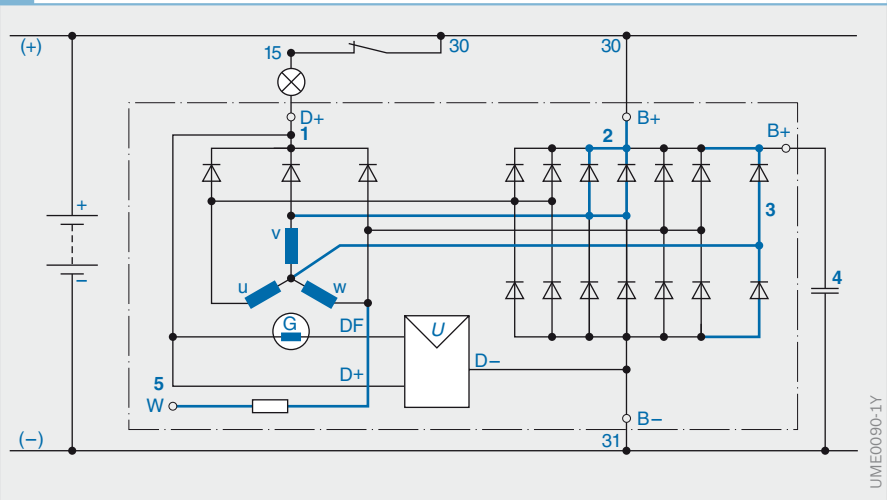 (+)
15
30
30
D+
1
2
B+
B+
3
+
–
v
u
w
4
G
DF
U
D+
D–
5
W
B–
(–)
31
UME0090-1Y